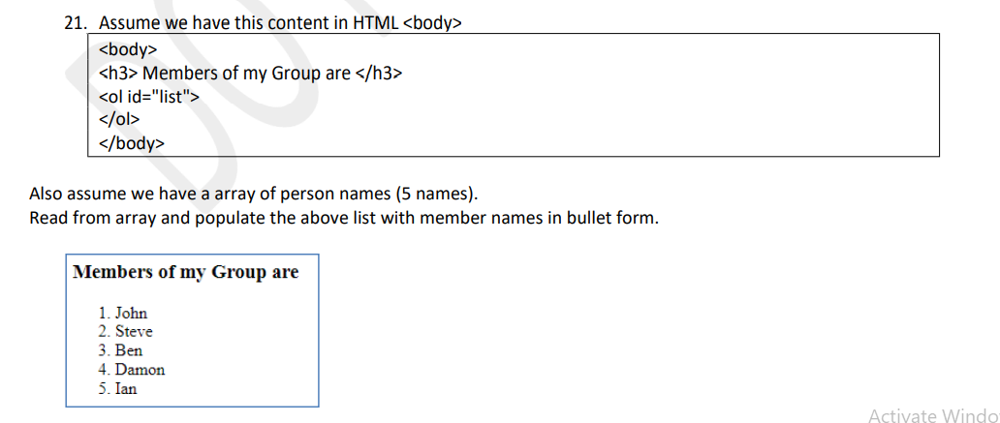 21. Assume we have this content in HTML <body>
<body>
<h3> Members of my Group are </h3>
<ol id="list">
</ol>
</body>
Also assume we have a array of person names (5 names).
Read from array and populate the above list with member names in bullet form.
Members of my Group are
1. John
2. Steve
3. Ben
4. Damon
5. Ian
Activate Windo